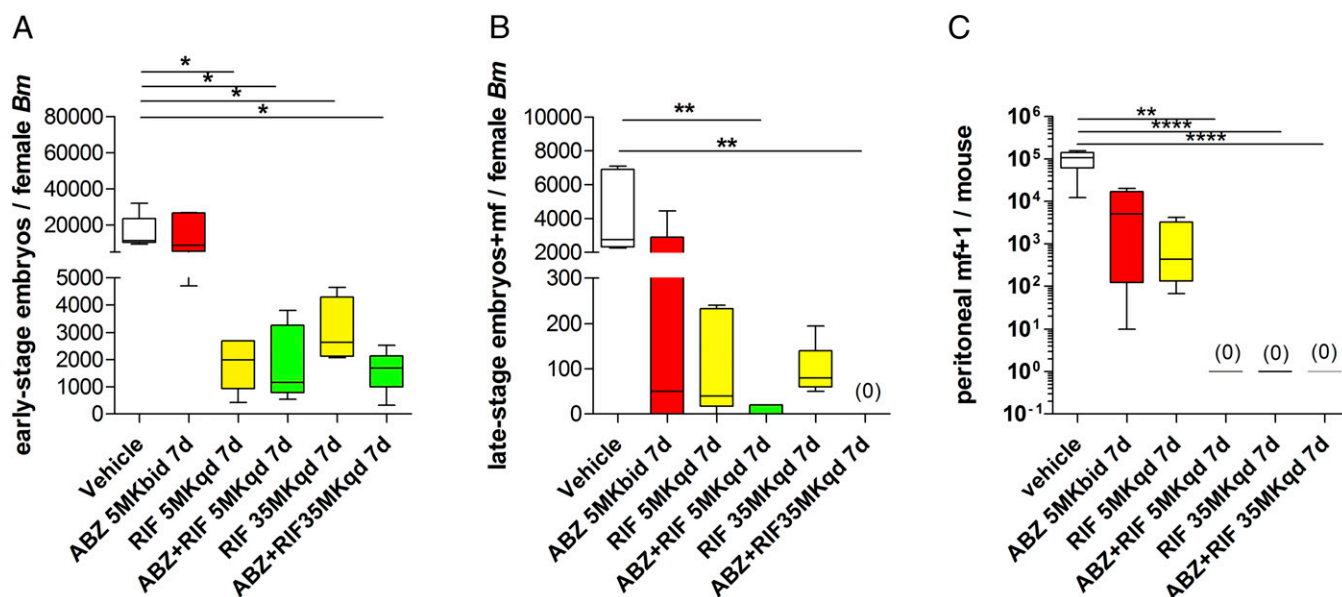 A
*
*
*
*
early-stage embryos / female Bm
80000
60000
40000
20000
5000
4000
3000
2000
1000
0
Vehicle
ABZ 5MKbid 7d
RIF 5MKqd 7d
ABZ+RIF 5MKqd 7d
RIF 35MKqd 7d
ABZ+RIF35MKqd 7d
B
**
**
late-stage embryos+mf / female Bm
10000
8000
6000
4000
2000
300
200
100
0
(0)
Vehicle
ABZ 5MKbid 7d
RIF 5MKqd 7d
ABZ+RIF 5MKqd 7d
RIF 35MKqd 7d
ABZ+RIF35MKqd 7d
C
**
****
****
peritoneal mf+1 / mouse
10⁶
10⁵
10⁴
10³
10²
10¹
10⁰
10⁻¹
(0) (0) (0)
vehicle
ABZ 5MKbid 7d
RIF 5MKqd 7d
ABZ+RIF 5MKqd 7d
RIF 35MKqd 7d
ABZ+RIF 35MKqd 7d